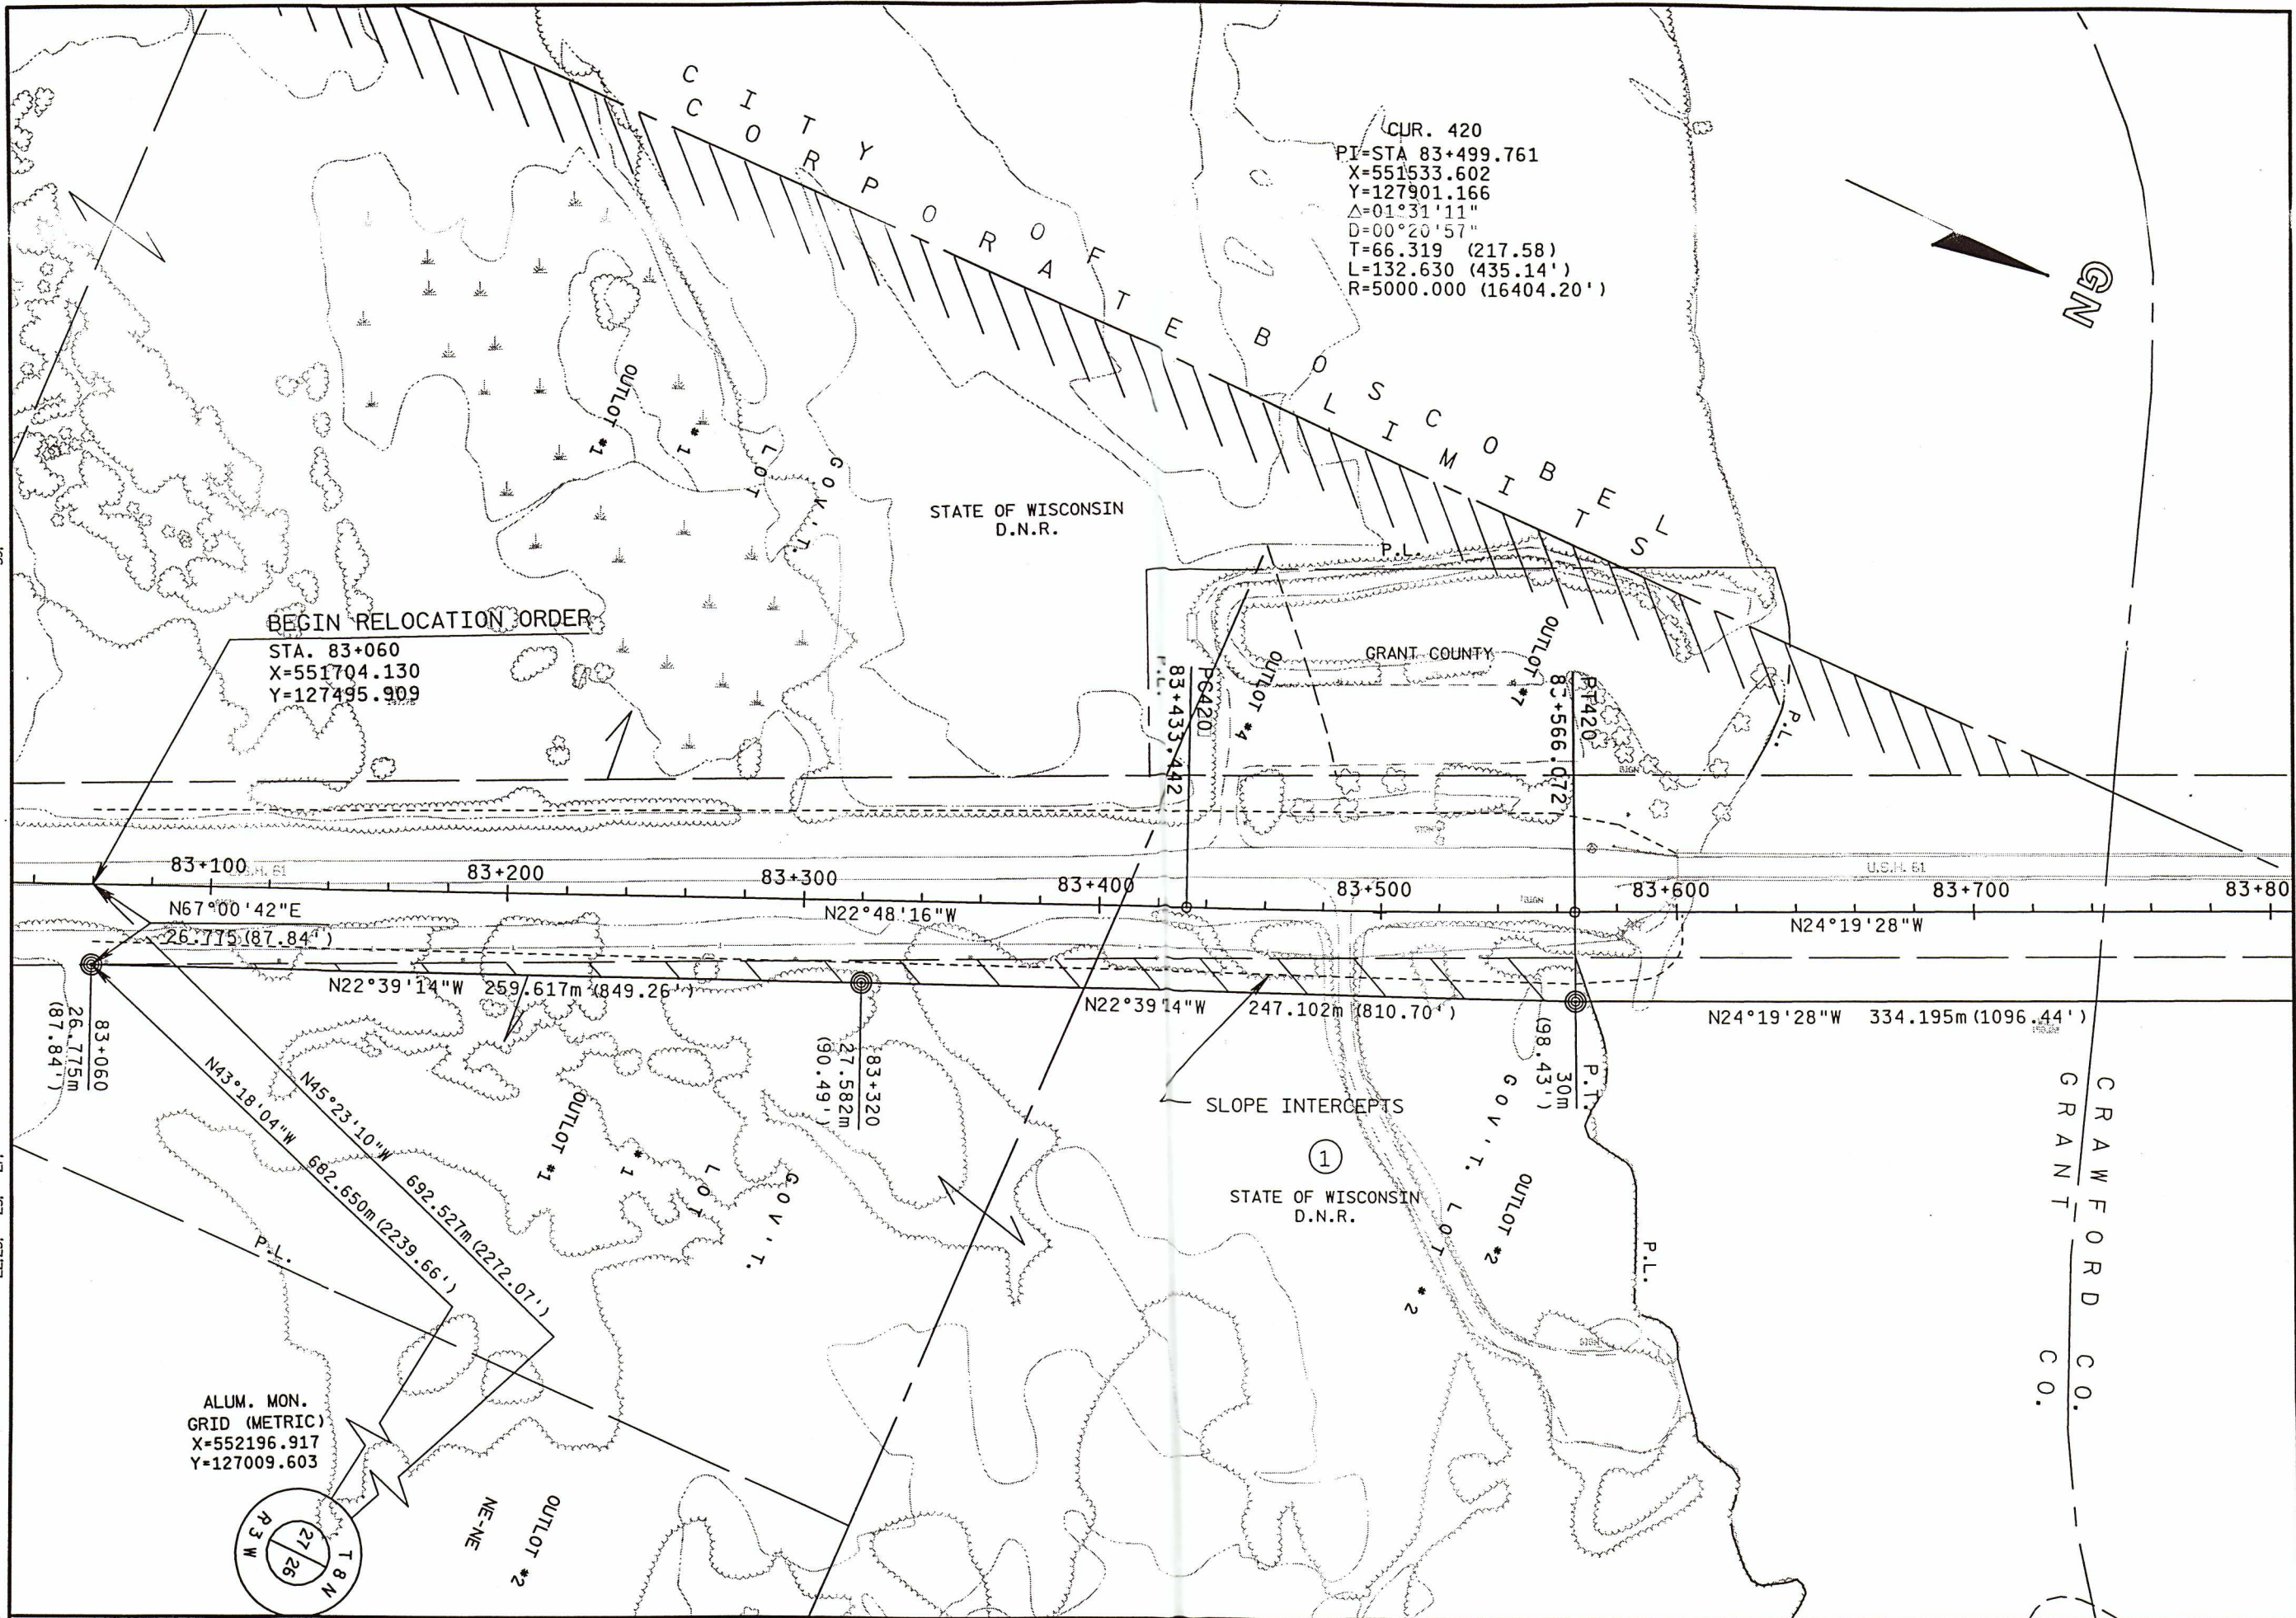 CITY OF BOSCOBEL
CORPORATE LIMITS
CUR. 420
PI=STA 83+499.761
X=551533.602
Y=127901.166
Δ=01°31'11"
D=00°20'57"
T=66.319 (217.58)
L=132.630 (435.14')
R=5000.000 (16404.20')
GN
OUTLOT #1
GOV'T.
LOT
#1
STATE OF WISCONSIN
D.N.R.
P.L.
BEGIN RELOCATION ORDER
STA. 83+060
X=551704.130
Y=127495.909
GRANT COUNTY
OUTLOT #7
OUTLOT #4
P.L.
PC420
83+433.442
PT420
83+566.072
P.L.
SIGN
83+100
83+200
83+300
83+400
83+500
83+600
83+700
83+80
U.S.H. 61
U.S.H. 61
N67°00'42"E
26.775 (87.84')
N22°48'16"W
SIGN
N24°19'28"W
N22°39'14"W 259.617m (849.26')
N22°39'14"W 247.102m (810.70')
N24°19'28"W 334.195m (1096.44')
83+060
26.775m
(87.84')
83+320
27.582m
(90.49')
P.T.
30m
(98.43')
N43°18'04"W 682.650m (2239.66')
N45°23'10"W 692.527m (2272.07')
SLOPE INTERCEPTS
1
STATE OF WISCONSIN
D.N.R.
OUTLOT #1
GOV'T.
LOT
#1
GOV'T. LOT #2
OUTLOT #2
P.L.
P.L.
SIGN
CRAWFORD CO.
GRANT CO.
ALUM. MON.
GRID (METRIC)
X=552196.917
Y=127009.603
T8N
R3W
27
26
NE-NE
OUTLOT #2